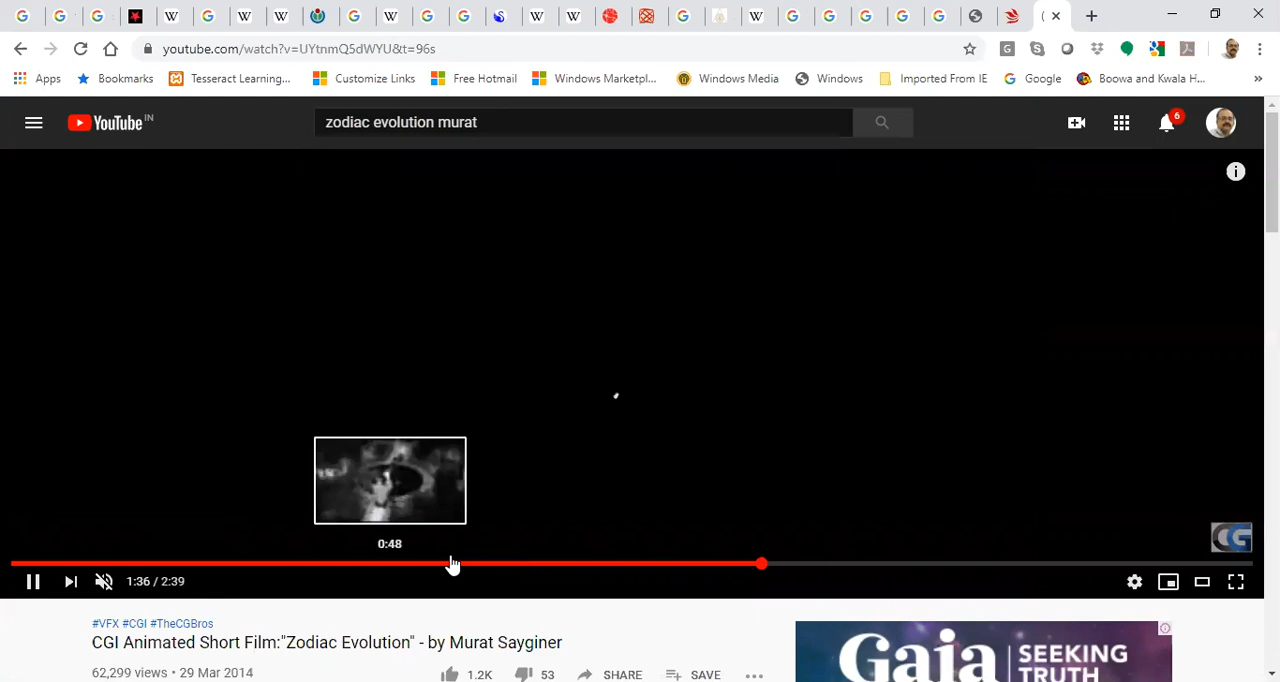 youtube.com/watch?v=UYtnmQ5dWYU&t=96s
Apps Bookmarks Tesseract Learning... Customize Links Free Hotmail Windows Marketpl... Windows Media Windows Imported From IE Google Boowa and Kwala H... »
YouTube IN zodiac evolution murat 6
0:48
1:36 / 2:39
CG
#VFX #CGI #TheCGBros
CGI Animated Short Film:"Zodiac Evolution" - by Murat Sayginer
62,299 views • 29 Mar 2014 1.2K 53 SHARE SAVE
Gaia SEEKING TRUTH